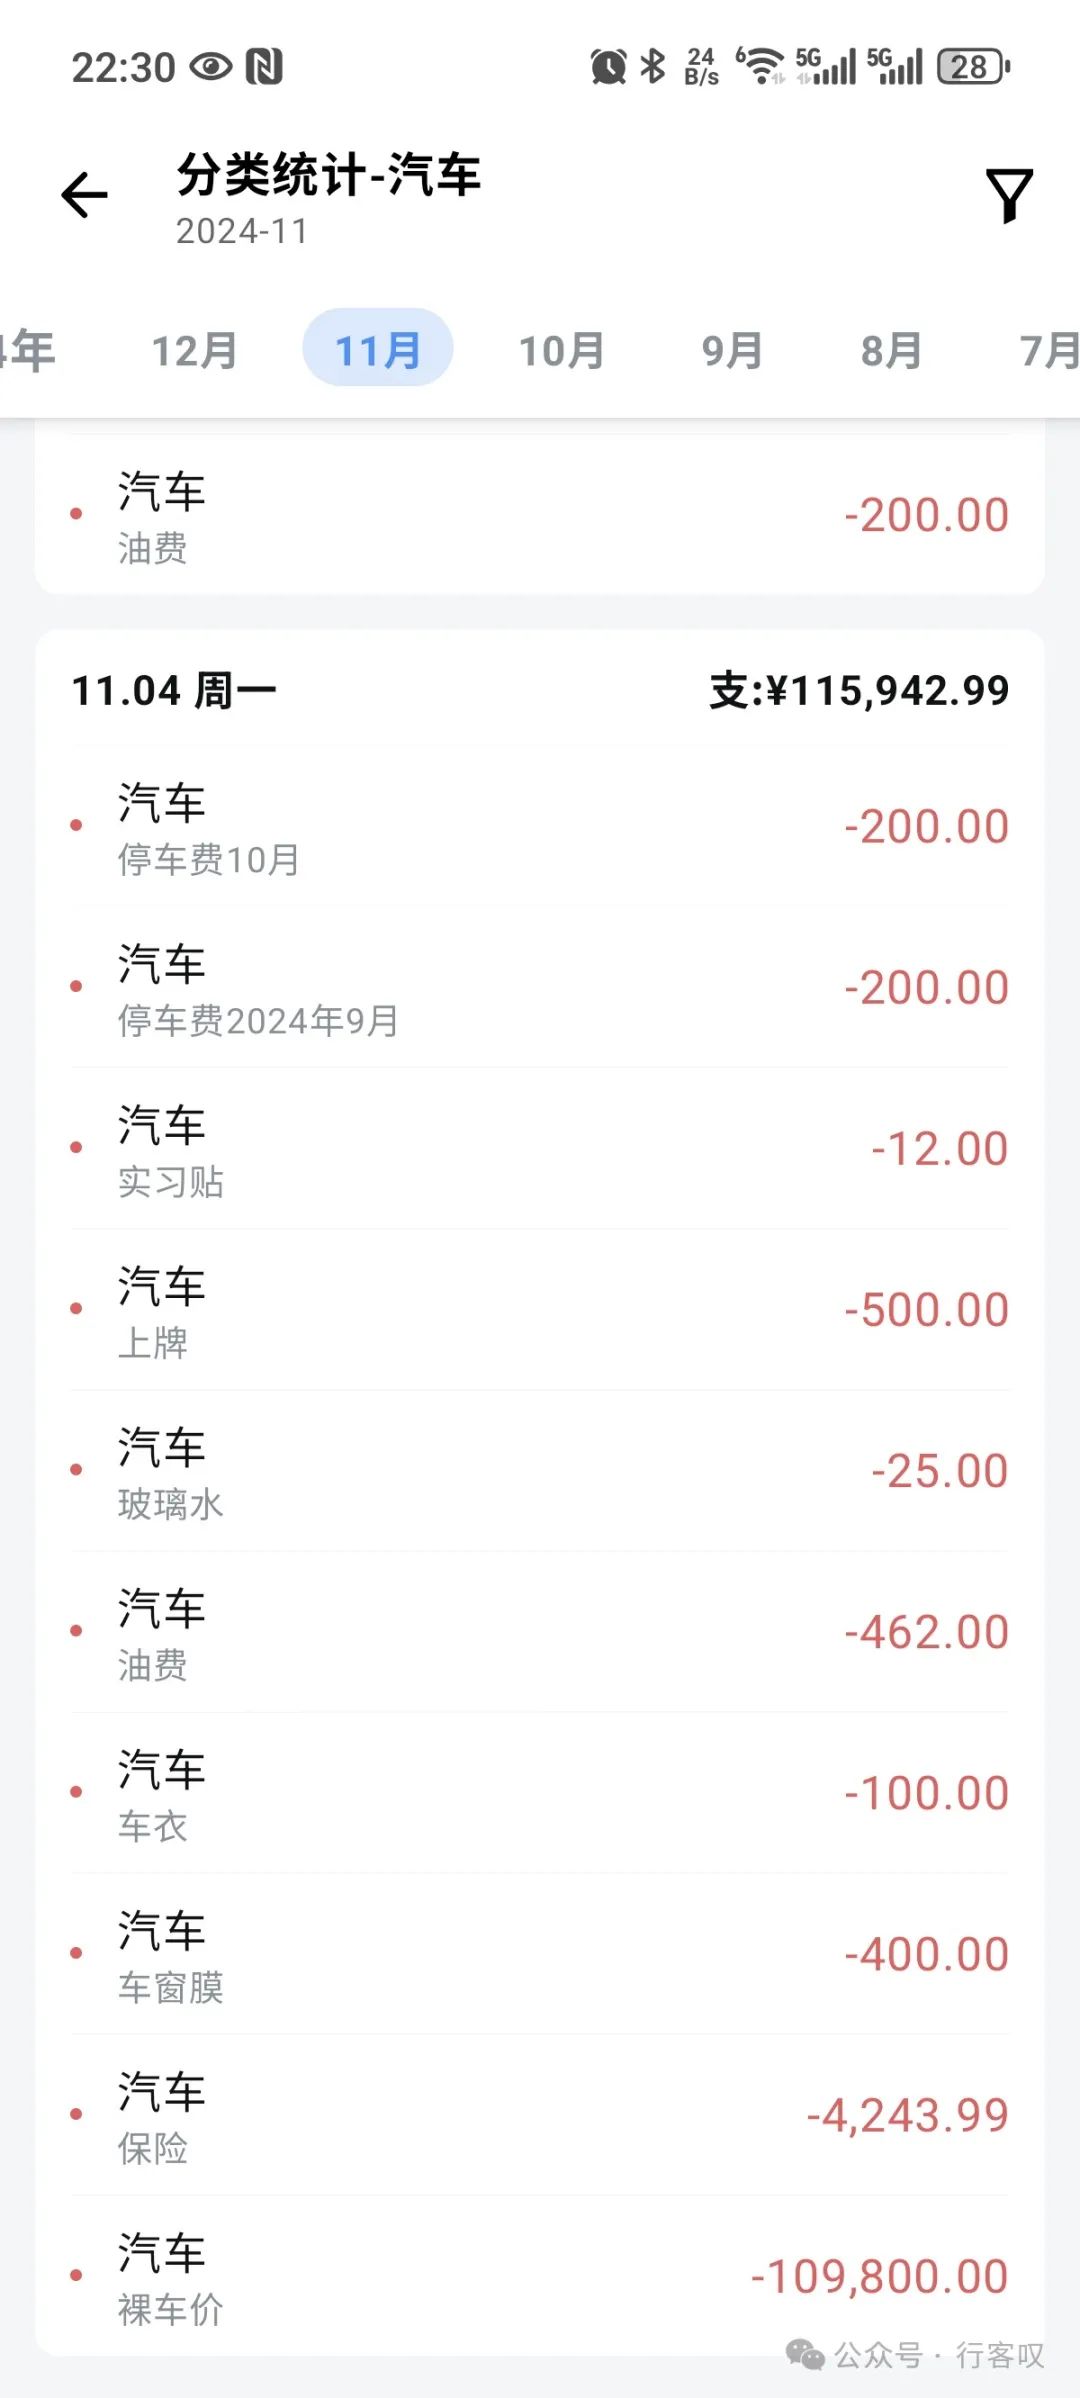 22:30
24 B/s
6
5G
5G
28
分类统计-汽车
2024-11
4年 12月 11月 10月 9月 8月 7月
汽车
油费
-200.00
11.04 周一
支:¥115,942.99
汽车
停车费10月
-200.00
汽车
停车费2024年9月
-200.00
汽车
实习贴
-12.00
汽车
上牌
-500.00
汽车
玻璃水
-25.00
汽车
油费
-462.00
汽车
车衣
-100.00
汽车
车窗膜
-400.00
汽车
保险
-4,243.99
汽车
裸车价
-109,800.00
公众号 · 行客叹